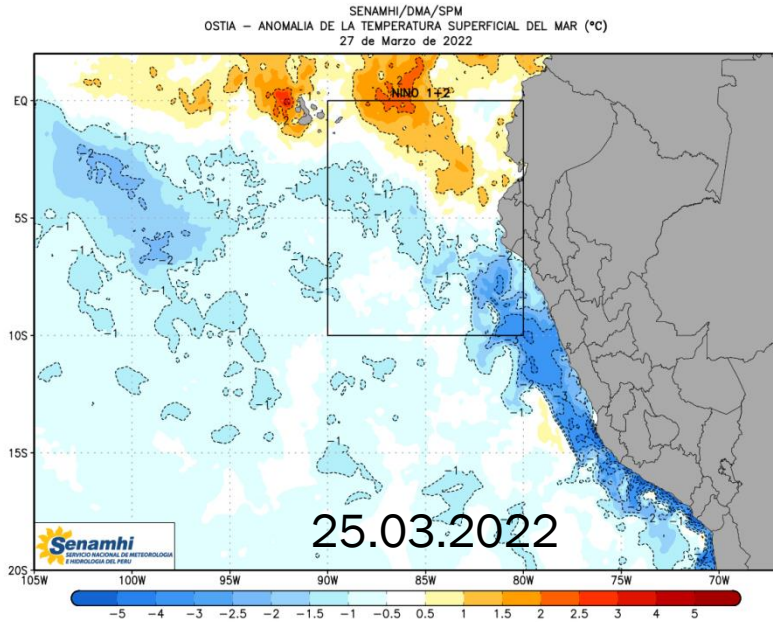 SENAMHI/DMA/SPM
OSTIA – ANOMALIA DE LA TEMPERATURA SUPERFICIAL DEL MAR (°C)
27 de Marzo de 2022
EQ
5S
10S
15S
20S
NINO 1+2
25.03.2022
Senamhi
SERVICIO NACIONAL DE METEOROLOGIA
E HIDROLOGIA DEL PERU
105W 100W 95W 90W 85W 80W 75W 70W
−5 −4 −3 −2.5 −2 −1.5 −1 −0.5 0.5 1 1.5 2 2.5 3 4 5